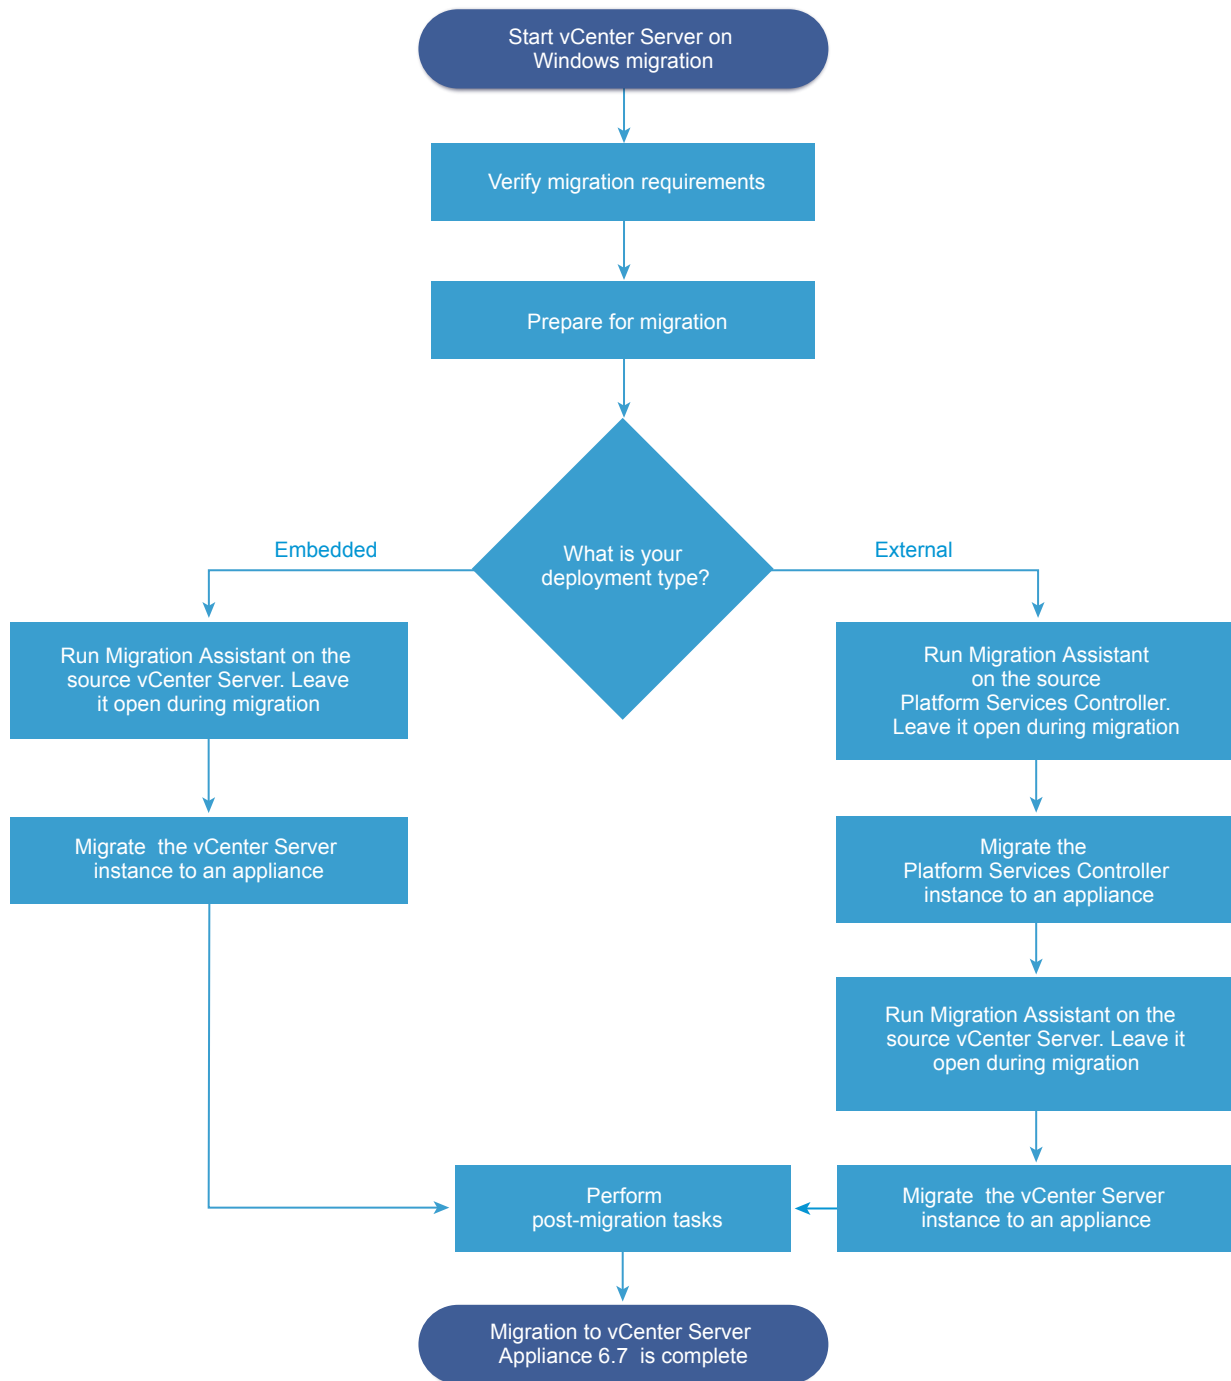 Start vCenter Server on
Windows migration
Verify migration requirements
Prepare for migration
What is your
deployment type?
Embedded
External
Run Migration Assistant on the
source vCenter Server. Leave
it open during migration
Migrate  the vCenter Server
instance to an appliance
Run Migration Assistant
on the source
Platform Services Controller.
Leave it open during migration
Migrate the
Platform Services Controller
instance to an appliance
Run Migration Assistant on the
source vCenter Server. Leave it
open during migration
Migrate  the vCenter Server
instance to an appliance
Perform
post-migration tasks
Migration to vCenter Server
Appliance 6.7  is complete